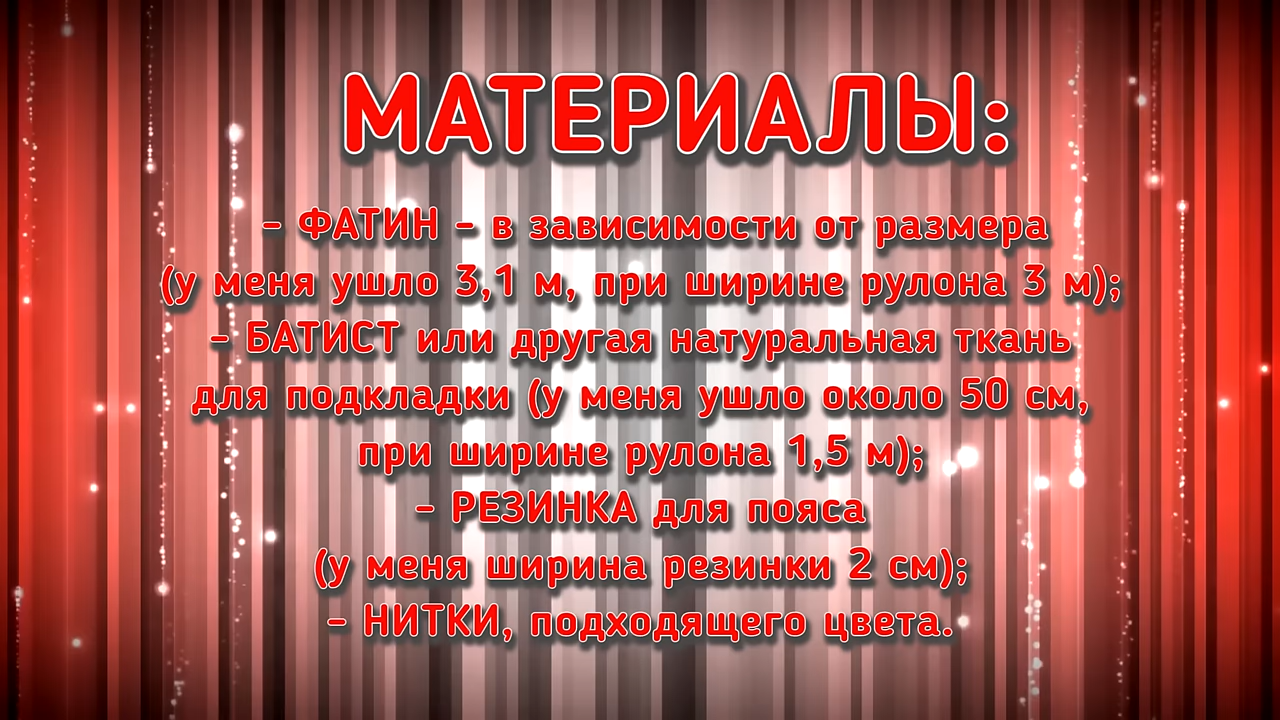 МАТЕРИАЛЫ:
- ФАТИН - в зависимости от размера
(у меня ушло 3,1 м, при ширине рулона 3 м);
- БАТИСТ или другая натуральная ткань
для подкладки (у меня ушло около 50 см,
при ширине рулона 1,5 м);
- РЕЗИНКА для пояса
(у меня ширина резинки 2 см);
- НИТКИ, подходящего цвета.